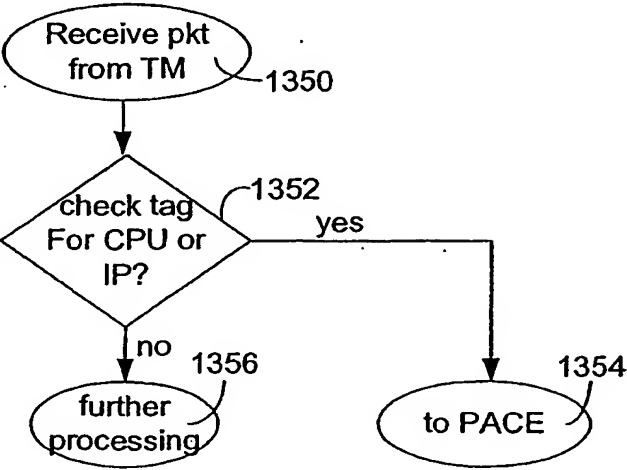 Receive pkt
from TM
1350
1352
check tag
For CPU or
IP?
yes
no
1356
further
processing
1354
to PACE